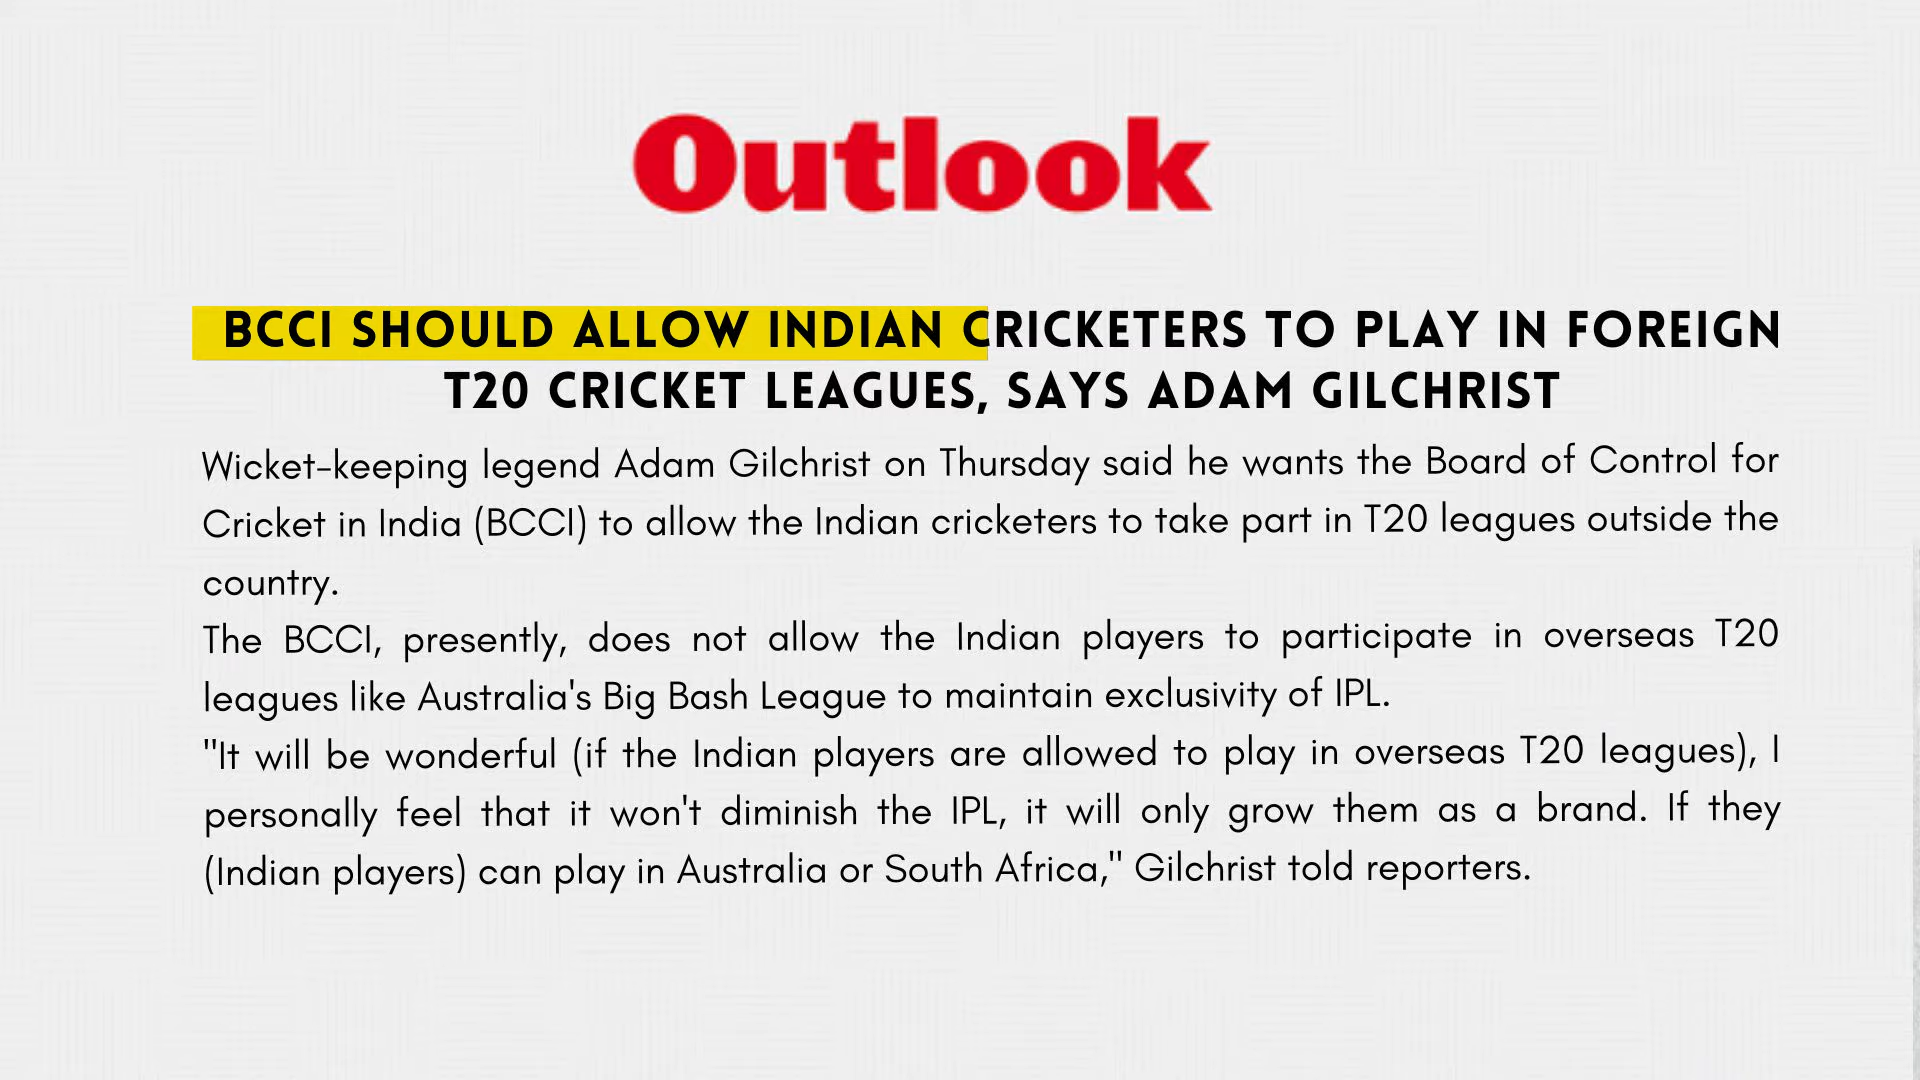 Outlook
BCCI SHOULD ALLOW INDIAN CRICKETERS TO PLAY IN FOREIGN
T20 CRICKET LEAGUES, SAYS ADAM GILCHRIST
Wicket-keeping legend Adam Gilchrist on Thursday said he wants the Board of Control for
Cricket in India (BCCI) to allow the Indian cricketers to take part in T20 leagues outside the
country.
The BCCI, presently, does not allow the Indian players to participate in overseas T20
leagues like Australia's Big Bash League to maintain exclusivity of IPL.
"It will be wonderful (if the Indian players are allowed to play in overseas T20 leagues), I
personally feel that it won't diminish the IPL, it will only grow them as a brand. If they
(Indian players) can play in Australia or South Africa," Gilchrist told reporters.